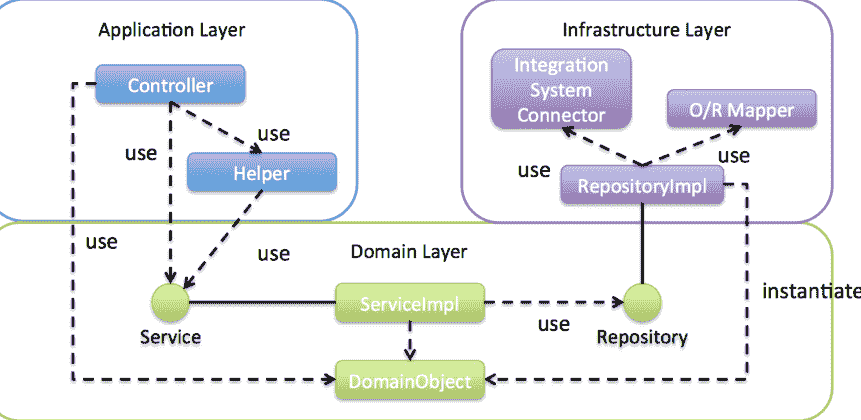 Application Layer
Infrastructure Layer
Controller
Integration
System
Connector
O/R Mapper
use
use
Helper
use
use
RepositoryImpl
use
use
Domain Layer
instantiate
ServiceImpl
Service
use
Repository
DomainObject